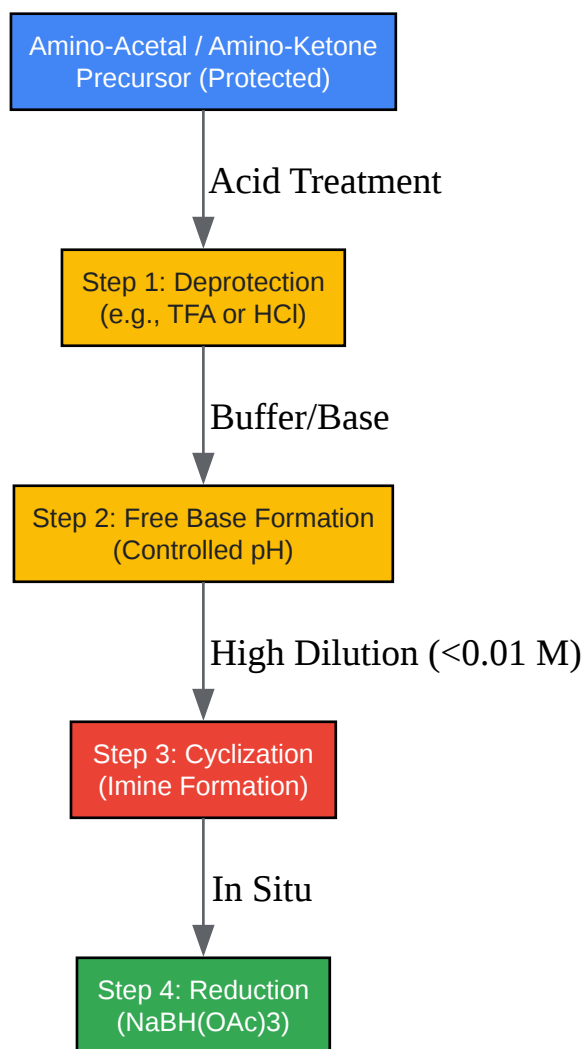 Amino-Acetal / Amino-Ketone
Precursor (Protected)
Acid Treatment
Step 1: Deprotection
(e.g., TFA or HCl)
Buffer/Base
Step 2: Free Base Formation
(Controlled pH)
High Dilution (<0.01 M)
Step 3: Cyclization
(Imine Formation)
In Situ
Step 4: Reduction
(NaBH(OAc)3)